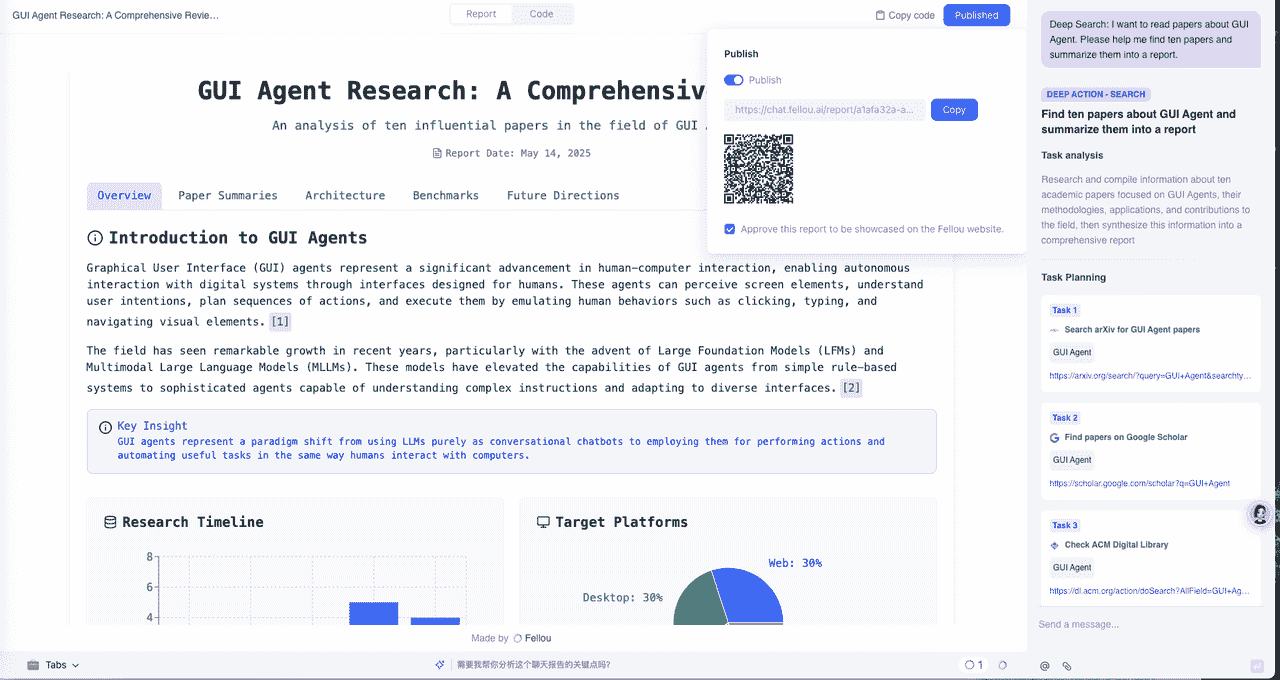 GUI Agent Research: A Comprehensive Revie...
Report
Code
Copy code
Published
GUI Agent Research: A Comprehensiv
An analysis of ten influential papers in the field of GUI
Report Date: May 14, 2025
Overview
Paper Summaries
Architecture
Benchmarks
Future Directions
Introduction to GUI Agents
Graphical User Interface (GUI) agents represent a significant advancement in human-computer interaction, enabling autonomous
interaction with digital systems through interfaces designed for humans. These agents can perceive screen elements, understand
user intentions, plan sequences of actions, and execute them by emulating human behaviors such as clicking, typing, and
navigating visual elements. [1]
The field has seen remarkable growth in recent years, particularly with the advent of Large Foundation Models (LFMs) and
Multimodal Large Language Models (MLLMs). These models have elevated the capabilities of GUI agents from simple rule-based
systems to sophisticated agents capable of understanding complex instructions and adapting to diverse interfaces. [2]
Key Insight
GUI agents represent a paradigm shift from using LLMs purely as conversational chatbots to employing them for performing actions and
automating useful tasks in the same way humans interact with computers.
Research Timeline
8
6
4
Target Platforms
Web: 30%
Desktop: 30%
Made by Fellou
Tabs
需要我帮你分析这个聊天报告的关键点吗?
1
Publish
Publish
https://chat.fellou.ai/report/a1afa32a-a...
Copy
Approve this report to be showcased on the Fellou website.
Deep Search: I want to read papers about GUI
Agent. Please help me find ten papers and
summarize them into a report.
DEEP ACTION - SEARCH
Find ten papers about GUI Agent and
summarize them into a report
Task analysis
Research and compile information about ten
academic papers focused on GUI Agents, their
methodologies, applications, and contributions to
the field, then synthesize this information into a
comprehensive report
Task Planning
Task 1
Search arXiv for GUI Agent papers
GUI Agent
https://arxiv.org/search/?query=GUI+Agent&searchty...
Task 2
Find papers on Google Scholar
GUI Agent
https://scholar.google.com/scholar?q=GUI+Agent
Task 3
Check ACM Digital Library
GUI Agent
https://dl.acm.org/action/doSearch?AllField=GUI+Ag...
Send a message...
@